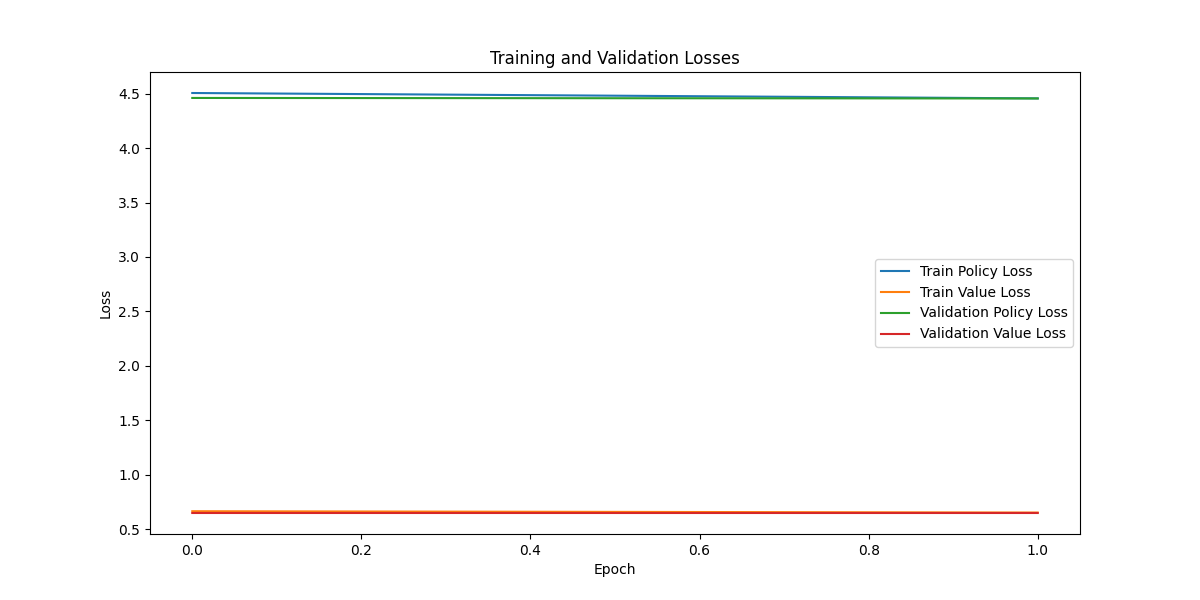 Training and Validation Losses
4.5
4.0
3.5
3.0
2.5
2.0
1.5
1.0
0.5
Loss
Train Policy Loss
Train Value Loss
Validation Policy Loss
Validation Value Loss
0.0 0.2 0.4 0.6 0.8 1.0
Epoch